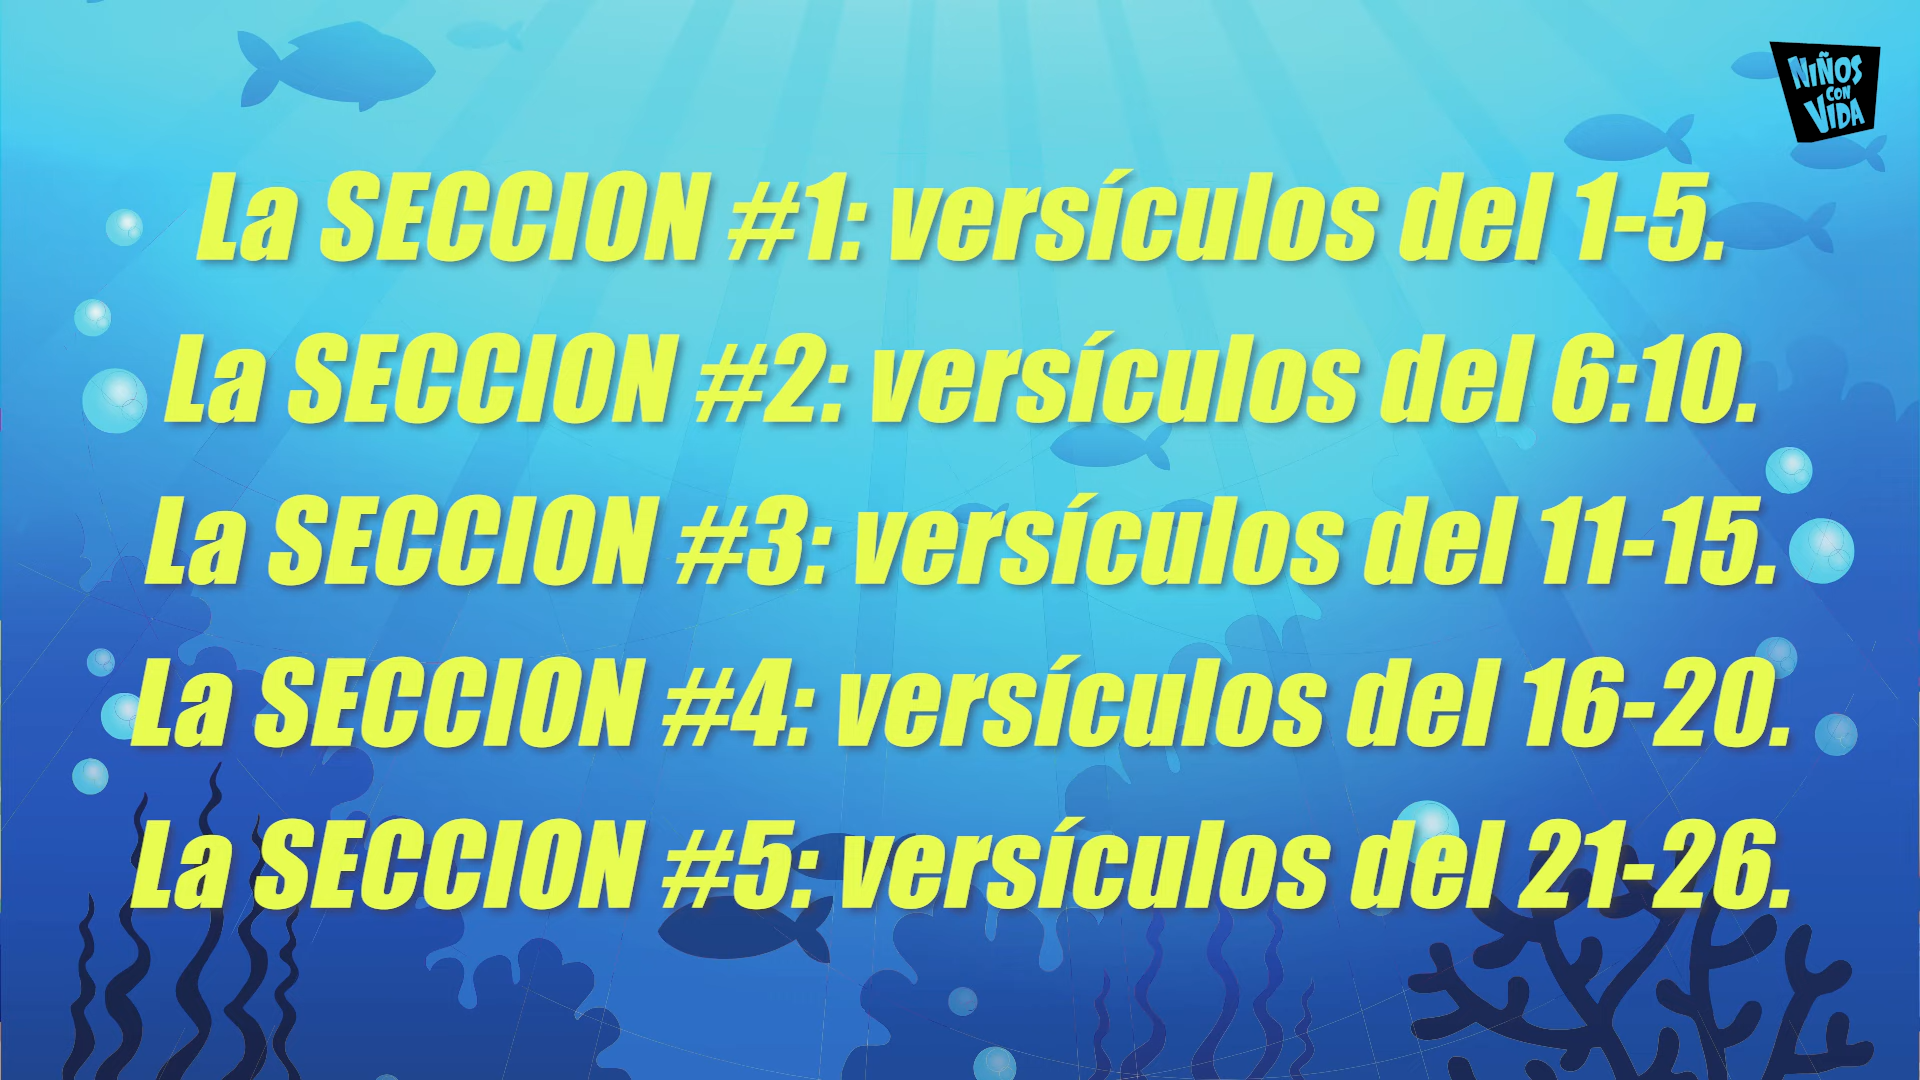 NIÑOS
CON
VIDA
La SECCION #1: versículos del 1-5.
La SECCION #2: versículos del 6:10.
La SECCION #3: versículos del 11-15.
La SECCION #4: versículos del 16-20.
La SECCION #5: versículos del 21-26.